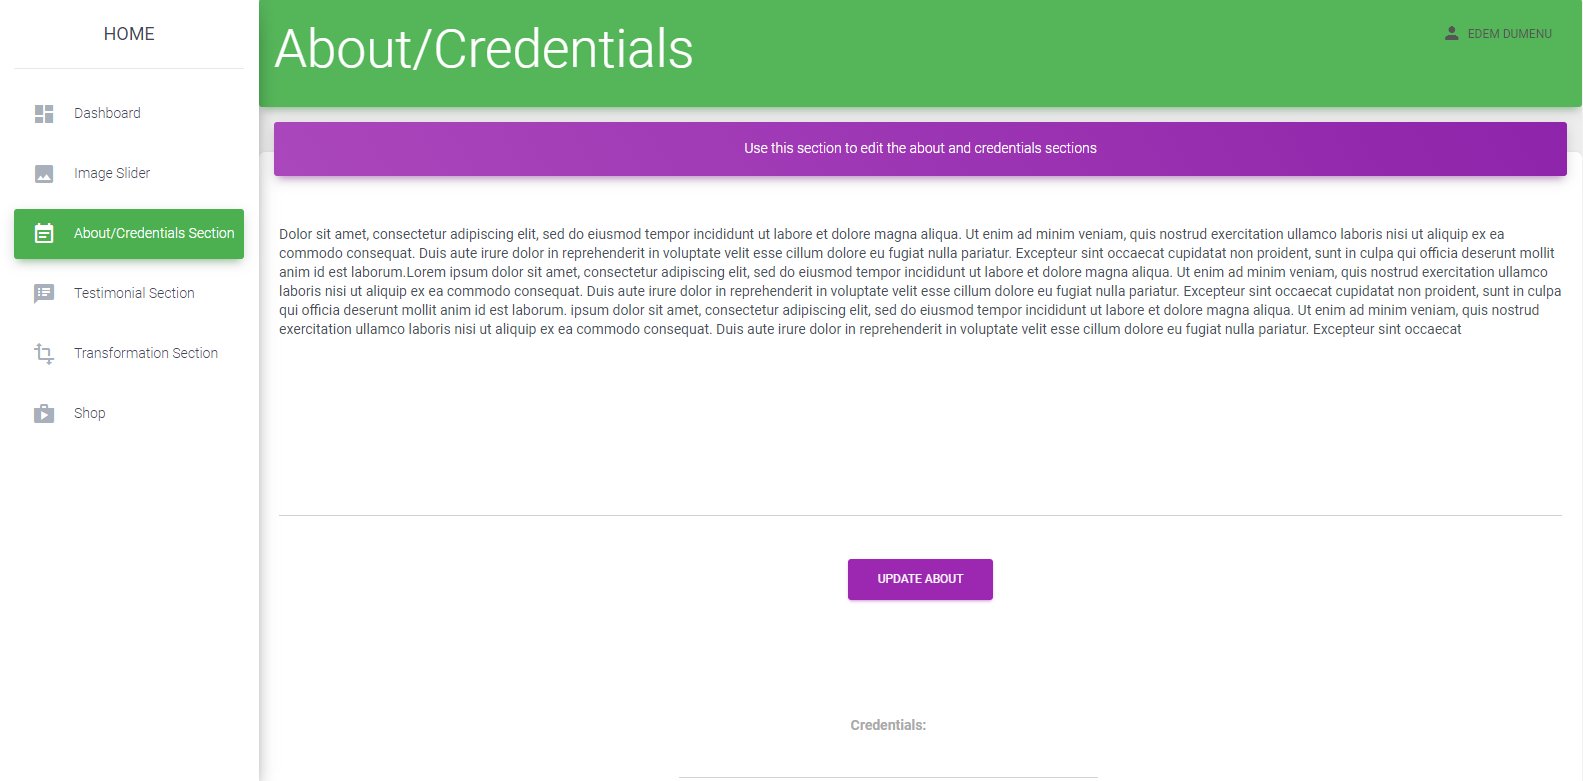 HOME
Dashboard
Image Slider
About/Credentials Section
Testimonial Section
Transformation Section
Shop
About/Credentials
EDEM DUMENU
Use this section to edit the about and credentials sections
Dolor sit amet, consectetur adipiscing elit, sed do eiusmod tempor incididunt ut labore et dolore magna aliqua. Ut enim ad minim veniam, quis nostrud exercitation ullamco laboris nisi ut aliquip ex ea
commodo consequat. Duis aute irure dolor in reprehenderit in voluptate velit esse cillum dolore eu fugiat nulla pariatur. Excepteur sint occaecat cupidatat non proident, sunt in culpa qui officia deserunt mollit
anim id est laborum.Lorem ipsum dolor sit amet, consectetur adipiscing elit, sed do eiusmod tempor incididunt ut labore et dolore magna aliqua. Ut enim ad minim veniam, quis nostrud exercitation ullamco
laboris nisi ut aliquip ex ea commodo consequat. Duis aute irure dolor in reprehenderit in voluptate velit esse cillum dolore eu fugiat nulla pariatur. Excepteur sint occaecat cupidatat non proident, sunt in culpa
qui officia deserunt mollit anim id est laborum. ipsum dolor sit amet, consectetur adipiscing elit, sed do eiusmod tempor incididunt ut labore et dolore magna aliqua. Ut enim ad minim veniam, quis nostrud
exercitation ullamco laboris nisi ut aliquip ex ea commodo consequat. Duis aute irure dolor in reprehenderit in voluptate velit esse cillum dolore eu fugiat nulla pariatur. Excepteur sint occaecat
UPDATE ABOUT
Credentials: